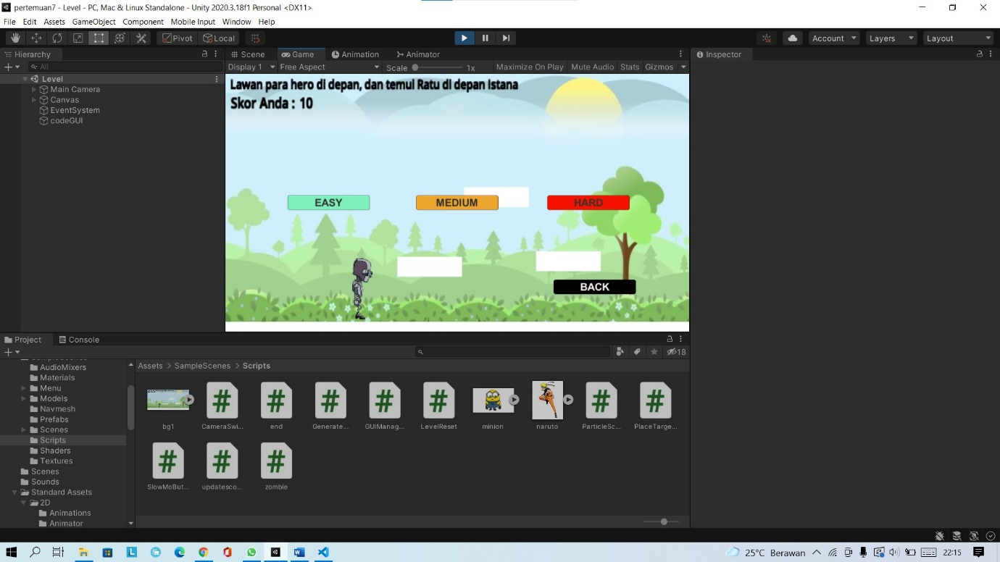 pertemuan7 - Level - PC, Mac & Linux Standalone - Unity 2020.3.18f1 Personal <DX11>
File Edit Assets GameObject Component Mobile Input Window Help
Pivot Local Account Layers Layout
Hierarchy
All
Level
Main Camera
Canvas
EventSystem
codeGUI
Scene Game Animation Animator
Display 1 Free Aspect Scale 1x Maximize On Play Mute Audio Stats Gizmos
Lawan para hero di depan, dan temui Ratu di depan Istana
Skor Anda : 10
EASY MEDIUM HARD
BACK
Inspector
Project Console
18
AudioMixers
Materials
Menu
Models
Navmesh
Prefabs
Scenes
Scripts
Shaders
Textures
Scenes
Sounds
Standard Assets
2D
Animations
Animator
Assets > SampleScenes > Scripts
bg1 CameraSwi... end Generate... GUIManag... LevelReset minion naruto ParticleSc... PlaceTarge...
SlowMoBut... updatesco... zombie
25°C Berawan 22:15